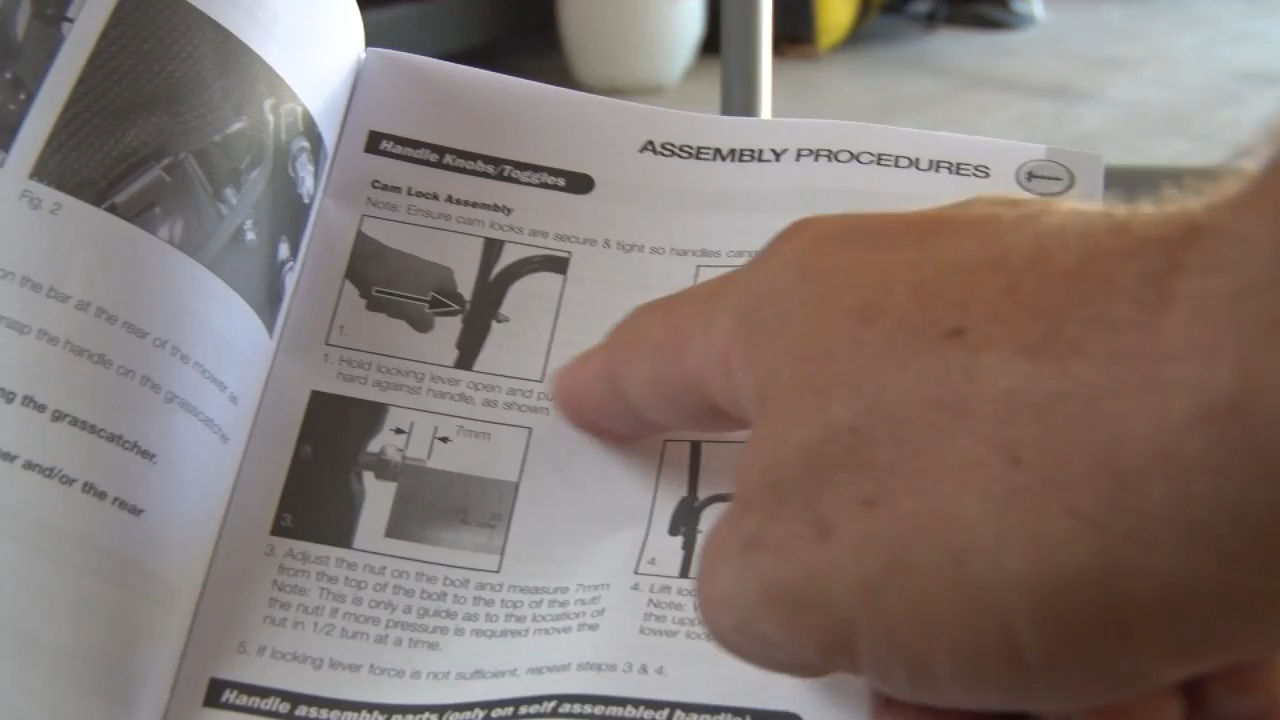 Fig. 2
on the bar at the rear of the mower as
grasp the handle on the grasscatcher
the grasscatcher.
and/or the rear
ASSEMBLY PROCEDURES
Handle Knobs/Toggles
Cam Lock Assembly
Note: Ensure cam locks are secure & tight so handles
1.
1. Hold locking lever open and
hard against handle, as shown
7mm
3.
3. Adjust the nut on the bolt and measure 7mm
from the top of the bolt to the top of the nut!
Note: This is only a guide as to the location of
the nut! If more pressure is required move the
nut in 1/2 turn at a time.
4.
4. Lift
Note:
the
lower
5. If locking lever force is not sufficient, repeat steps 3 & 4.
Handle assembly parts (only on self assembled handle)